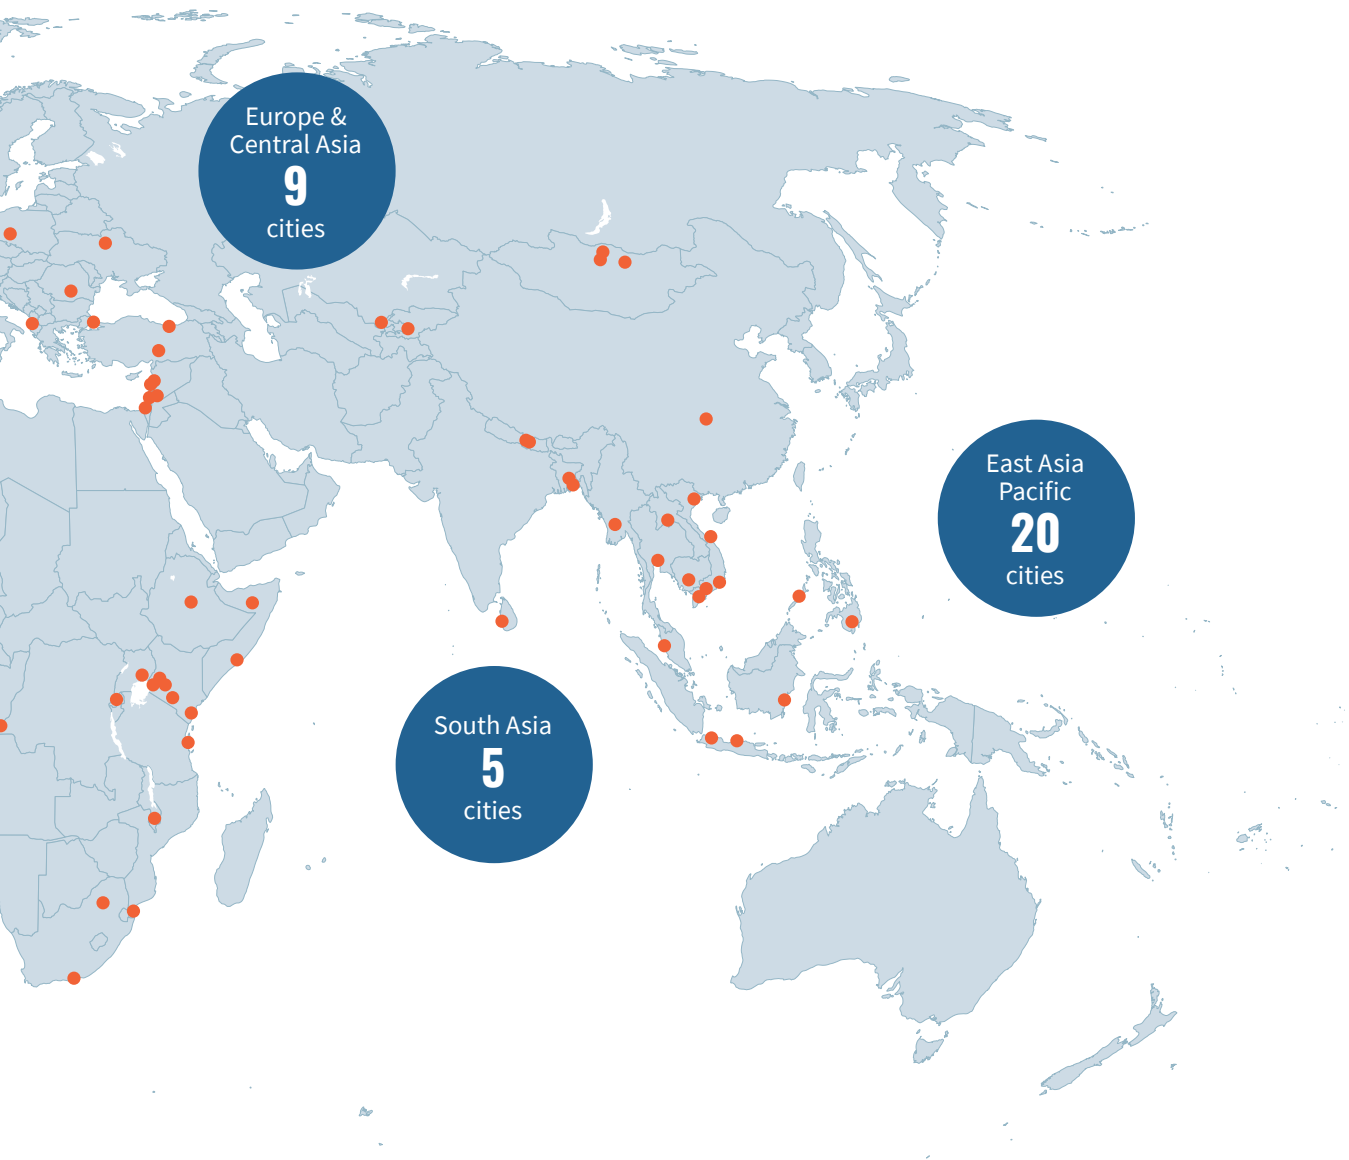 Europe &
Central Asia
9
cities
East Asia
Pacific
20
cities
South Asia
5
cities